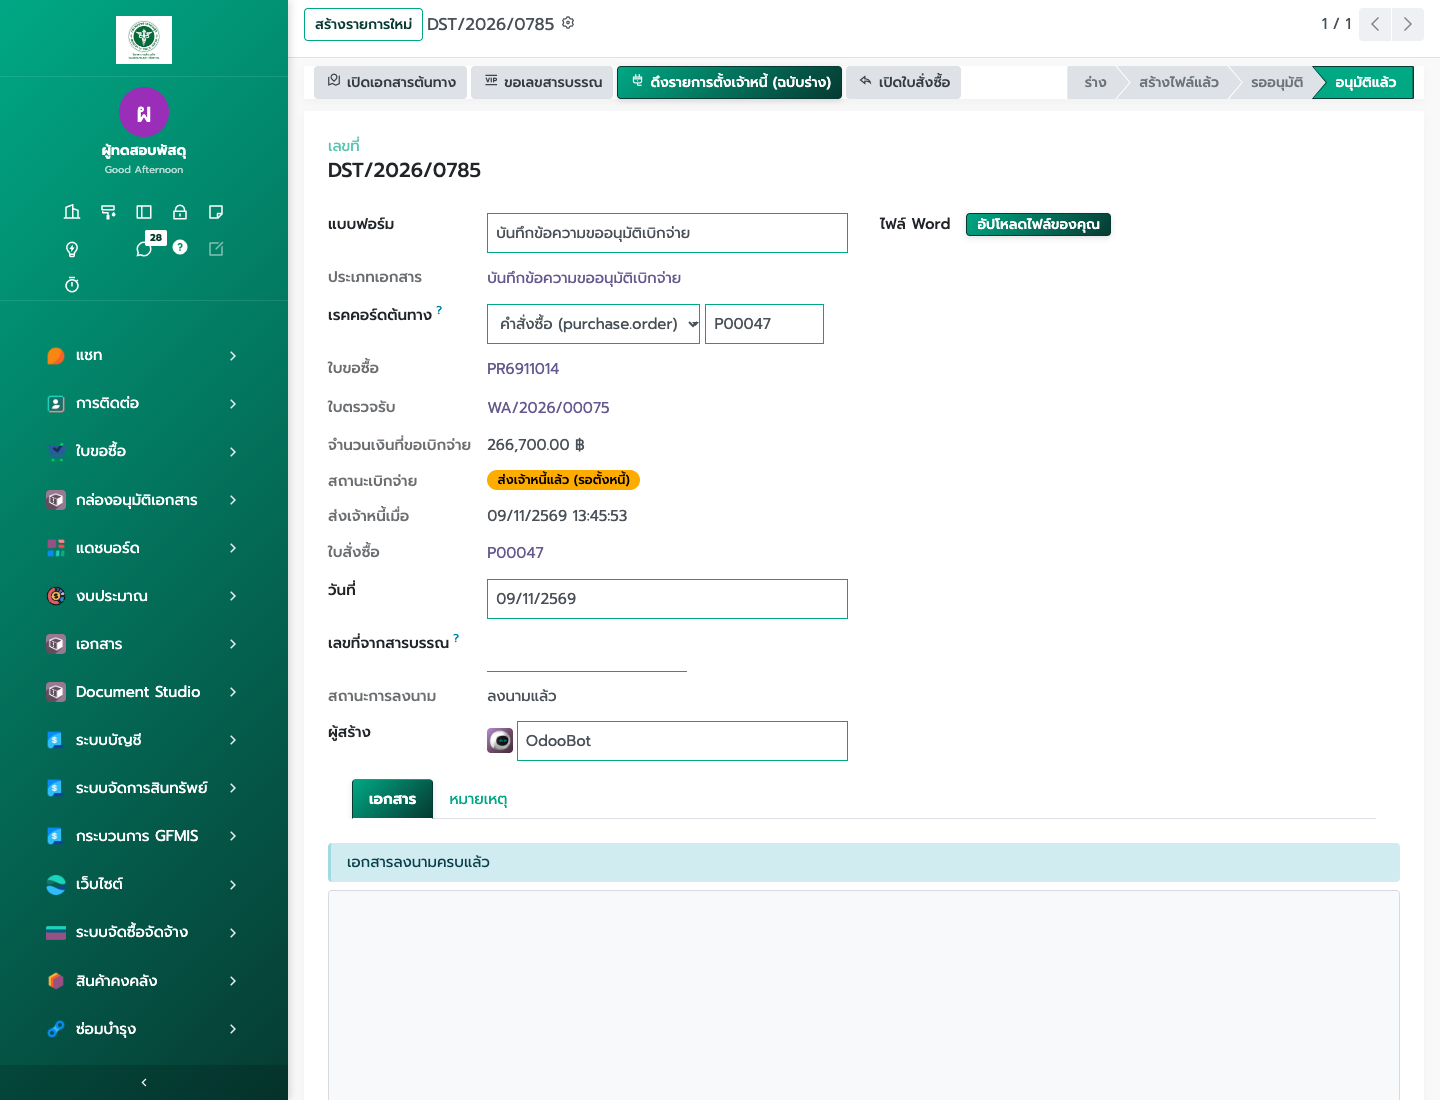 สร้างรายการใหม่ DST/2026/0785
1 / 1
เปิดเอกสารต้นทาง
ขอเลขสารบรรณ
ดึงรายการตั้งเจ้าหนี้ (ฉบับร่าง)
เปิดใบสั่งซื้อ
ร่าง
สร้างไฟล์แล้ว
รออนุมัติ
อนุมัติแล้ว
ผ
ผู้ทดสอบพัสดุ
Good Afternoon
28
?
แชท
การติดต่อ
ใบขอซื้อ
กล่องอนุมัติเอกสาร
แดชบอร์ด
งบประมาณ
เอกสาร
Document Studio
ระบบบัญชี
ระบบจัดการสินทรัพย์
กระบวนการ GFMIS
เว็บไซต์
ระบบจัดซื้อจัดจ้าง
สินค้าคงคลัง
ซ่อมบำรุง
เลขที่
DST/2026/0785
แบบฟอร์ม บันทึกข้อความขออนุมัติเบิกจ่าย
ไฟล์ Word อัปโหลดไฟล์ของคุณ
ประเภทเอกสาร บันทึกข้อความขออนุมัติเบิกจ่าย
เรคคอร์ดต้นทาง ? คำสั่งซื้อ (purchase.order) P00047
ใบขอซื้อ PR6911014
ใบตรวจรับ WA/2026/00075
จำนวนเงินที่ขอเบิกจ่าย 266,700.00 ฿
สถานะเบิกจ่าย ส่งเจ้าหนี้แล้ว (รอตั้งหนี้)
ส่งเจ้าหนี้เมื่อ 09/11/2569 13:45:53
ใบสั่งซื้อ P00047
วันที่ 09/11/2569
เลขที่จากสารบรรณ ?
สถานะการลงนาม ลงนามแล้ว
ผู้สร้าง OdooBot
เอกสาร
หมายเหตุ
เอกสารลงนามครบแล้ว